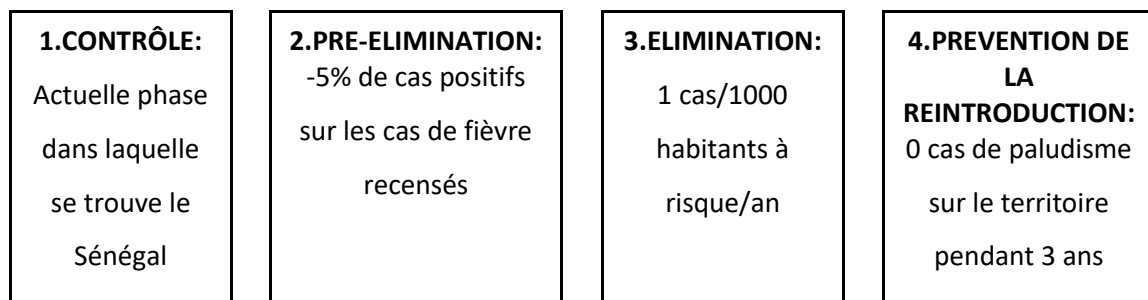 1.CONTRÔLE:
Actuelle phase
dans laquelle
se trouve le
Sénégal
2.PRE-ELIMINATION:
-5% de cas positifs
sur les cas de fièvre
recensés
3.ELIMINATION:
1 cas/1000
habitants à
risque/an
4.PREVENTION DE
LA
REINTRODUCTION:
0 cas de paludisme
sur le territoire
pendant 3 ans